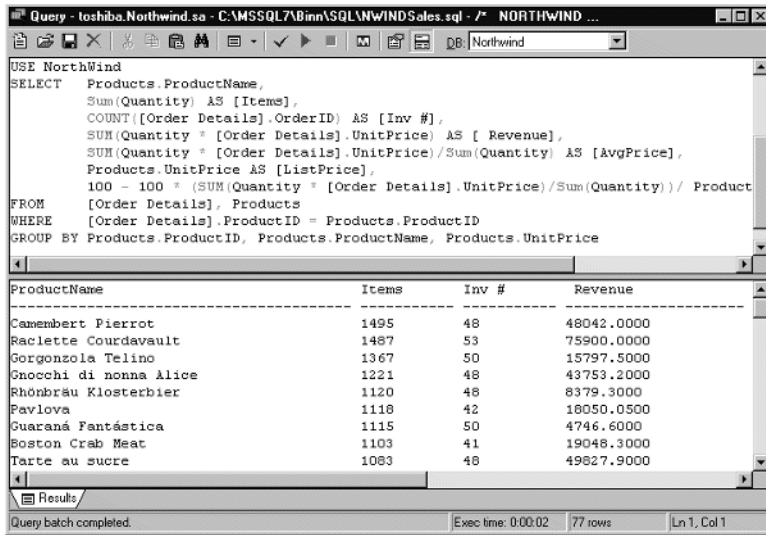 Query - toshiba.Northwind.sa - C:\MSSQL7\Binn\SQL\NWINDSales.sql - /* NORTHWIND ...
DB: Northwind
USE NorthWind
SELECT Products.ProductName,
Sum(Quantity) AS [Items],
COUNT([Order Details].OrderID) AS [Inv #],
SUM(Quantity * [Order Details].UnitPrice) AS [ Revenue],
SUM(Quantity * [Order Details].UnitPrice)/Sum(Quantity) AS [AvgPrice],
Products.UnitPrice AS [ListPrice],
100 - 100 * (SUM(Quantity * [Order Details].UnitPrice)/Sum(Quantity))/ Product
FROM [Order Details], Products
WHERE [Order Details].ProductID = Products.ProductID
GROUP BY Products.ProductID, Products.ProductName, Products.UnitPrice
ProductName Items Inv # Revenue
Camembert Pierrot 1495 48 48042.0000
Raclette Courdavault 1487 53 75900.0000
Gorgonzola Telino 1367 50 15797.5000
Gnocchi di nonna Alice 1221 48 43753.2000
Rhönbräu Klosterbier 1120 48 8379.3000
Pavlova 1118 42 18050.0500
Guaraná Fantástica 1115 50 4746.6000
Boston Crab Meat 1103 41 19048.3000
Tarte au sucre 1083 48 49827.9000
Results
Query batch completed. Exec time: 0:00:02 77 rows Ln 1, Col 1